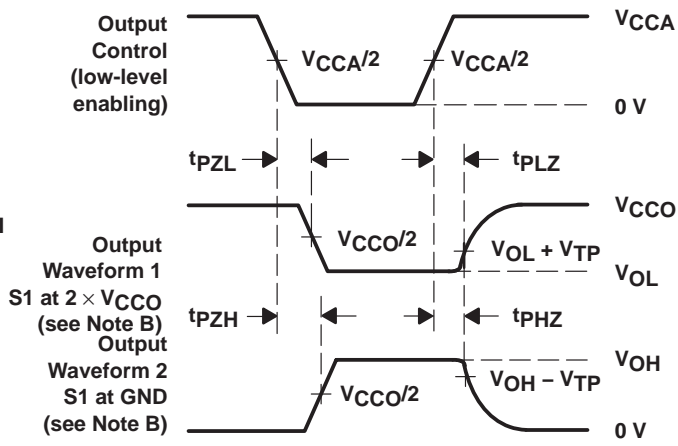 Output
Control
(low-level
enabling)
VCCA/2
VCCA/2
VCCA
0 V
tPZL
tPLZ
Output
Waveform 1
S1 at 2 × VCCO
(see Note B)
VCCO/2
VOL + VTP
VCCO
VOL
tPZH
tPHZ
Output
Waveform 2
S1 at GND
(see Note B)
VCCO/2
VOH − VTP
VOH
0 V